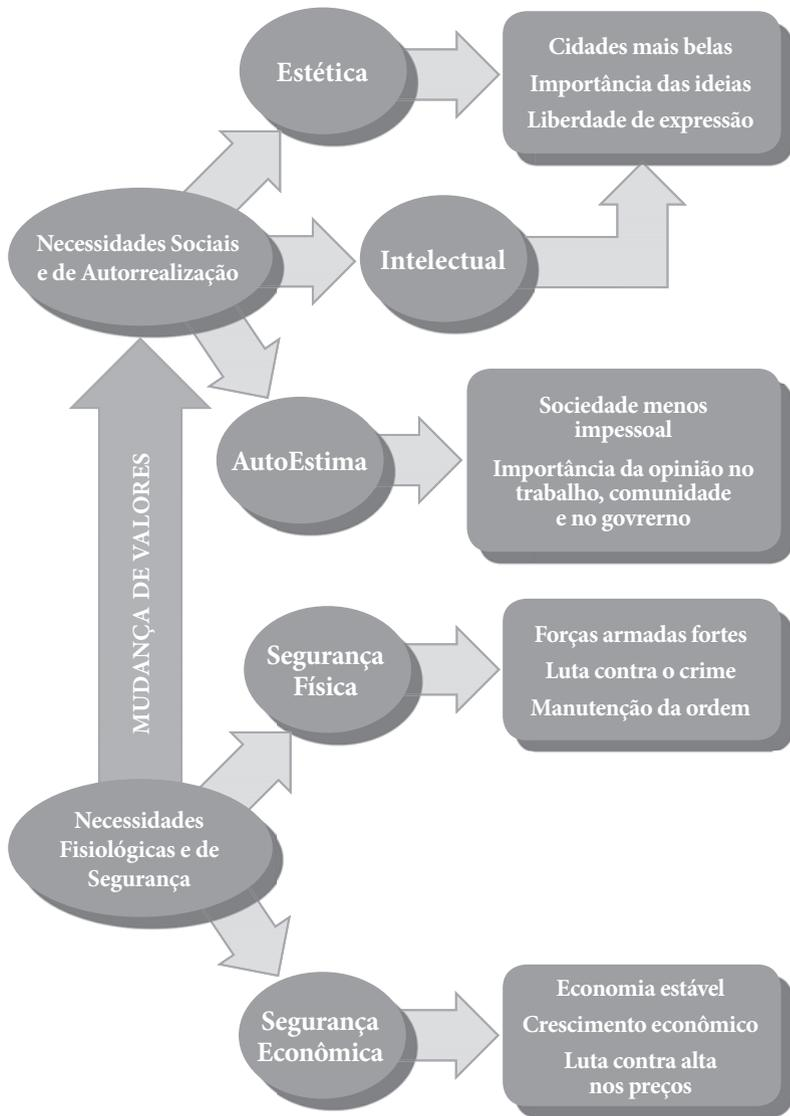 Estética
Cidades mais belas
Importância das ideias
Liberdade de expressão
Necessidades Sociais
e de Autorrealização
Intelectual
AutoEstima
Sociedade menos
impessoal
Importância da opinião no
trabalho, comunidade
e no govrerno
MUDANÇA DE VALORES
Segurança
Física
Forças armadas fortes
Luta contra o crime
Manutenção da ordem
Necessidades
Fisiológicas e de
Segurança
Segurança
Econômica
Economia estável
Crescimento econômico
Luta contra alta
nos preços